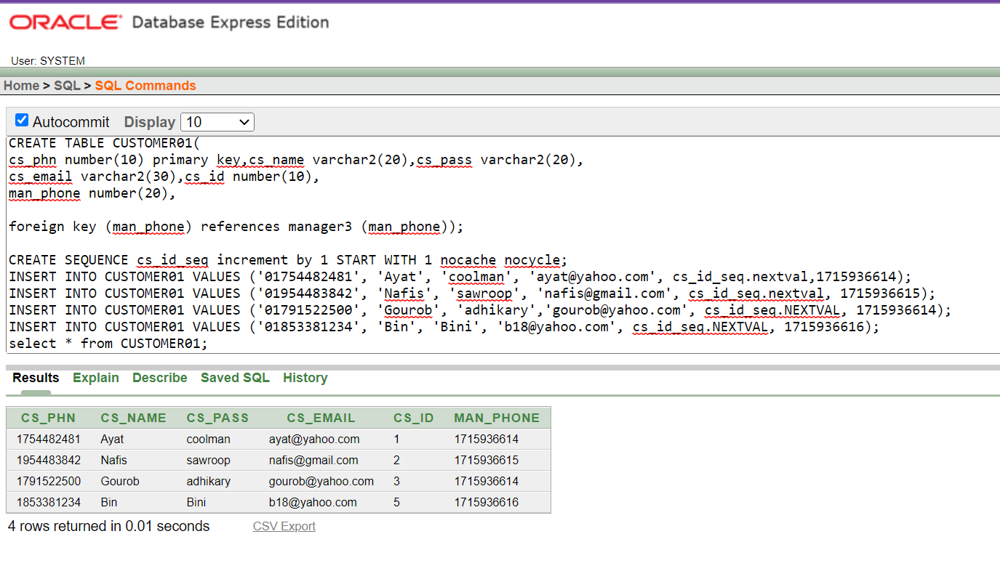 ORACLE® Database Express Edition
User: SYSTEM
Home > SQL > SQL Commands
Autocommit Display 10
CREATE TABLE CUSTOMER01(
cs_phn number(10) primary key,cs_name varchar2(20),cs_pass varchar2(20),
cs_email varchar2(30),cs_id number(10),
man_phone number(20),
foreign key (man_phone) references manager3 (man_phone));
CREATE SEQUENCE cs_id_seq increment by 1 START WITH 1 nocache nocycle;
INSERT INTO CUSTOMER01 VALUES ('01754482481', 'Ayat', 'coolman', 'ayat@yahoo.com', cs_id_seq.nextval,1715936614);
INSERT INTO CUSTOMER01 VALUES ('01954483842', 'Nafis', 'sawroop', 'nafis@gmail.com', cs_id_seq.nextval, 1715936615);
INSERT INTO CUSTOMER01 VALUES ('01791522500', 'Gourob', 'adhikary','gourob@yahoo.com', cs_id_seq.NEXTVAL, 1715936614);
INSERT INTO CUSTOMER01 VALUES ('01853381234', 'Bin', 'Bini', 'b18@yahoo.com', cs_id_seq.NEXTVAL, 1715936616);
select * from CUSTOMER01;
Results Explain Describe Saved SQL History
CS_PHN CS_NAME CS_PASS CS_EMAIL CS_ID MAN_PHONE
1754482481 Ayat coolman ayat@yahoo.com 1 1715936614
1954483842 Nafis sawroop nafis@gmail.com 2 1715936615
1791522500 Gourob adhikary gourob@yahoo.com 3 1715936614
1853381234 Bin Bini b18@yahoo.com 5 1715936616
4 rows returned in 0.01 seconds CSV Export